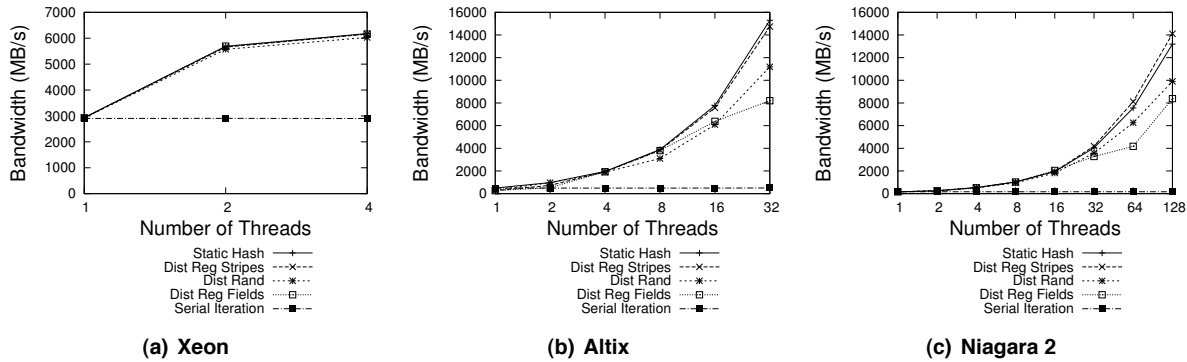 Bandwidth (MB/s)
7000
6000
5000
4000
3000
2000
1000
0
1 2 4
Number of Threads
Static Hash
Dist Reg Stripes
Dist Rand
Dist Reg Fields
Serial Iteration
(a) Xeon
Bandwidth (MB/s)
16000
14000
12000
10000
8000
6000
4000
2000
0
1 2 4 8 16 32
Number of Threads
Static Hash
Dist Reg Stripes
Dist Rand
Dist Reg Fields
Serial Iteration
(b) Altix
Bandwidth (MB/s)
16000
14000
12000
10000
8000
6000
4000
2000
0
1 2 4 8 16 32 64 128
Number of Threads
Static Hash
Dist Reg Stripes
Dist Rand
Dist Reg Fields
Serial Iteration
(c) Niagara 2